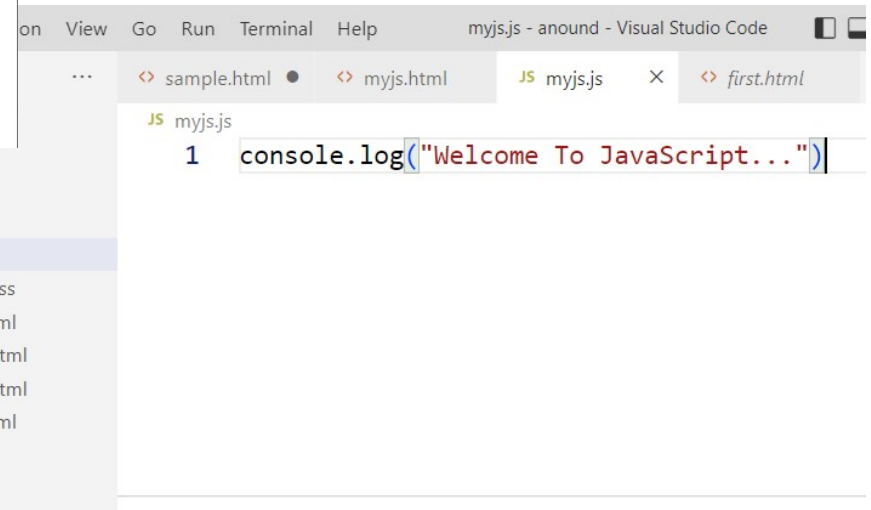 on View Go Run Terminal Help myjs.js - anound - Visual Studio Code
... <> sample.html ● <> myjs.html JS myjs.js × <> first.html
JS myjs.js
1 console.log("Welcome To JavaScript...")
ss
ml
tml
tml
ml